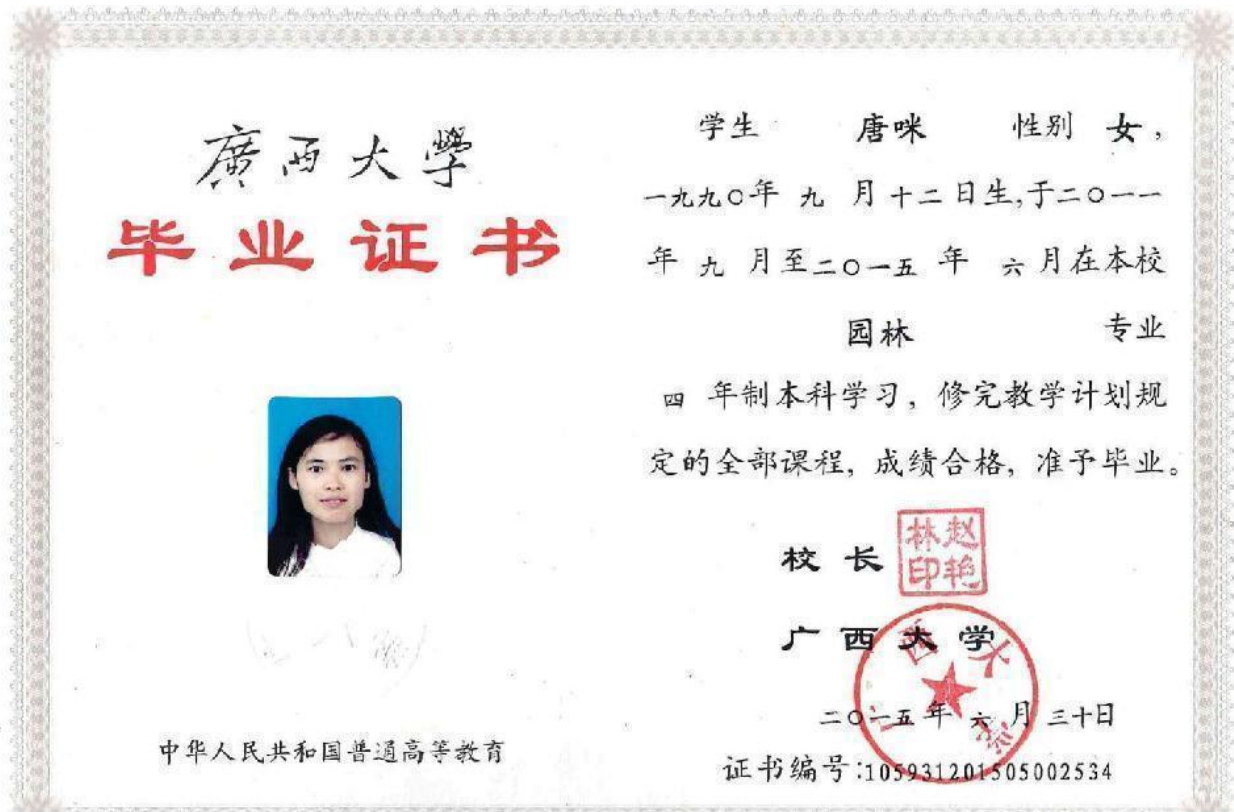 廣西大學
毕业证书
中华人民共和国普通高等教育
学生 唐咪 性别 女，
一九九〇年 九 月十二日生,于二〇一一
年 九 月至二〇一五 年 六月在本校
园林 专业
四 年制本科学习，修完教学计划规
定的全部课程，成绩合格，准予毕业。
校长
赵艳林印
广西大学
广西大学
二〇一五年 六 月 三十日
证书编号:105931201505002534